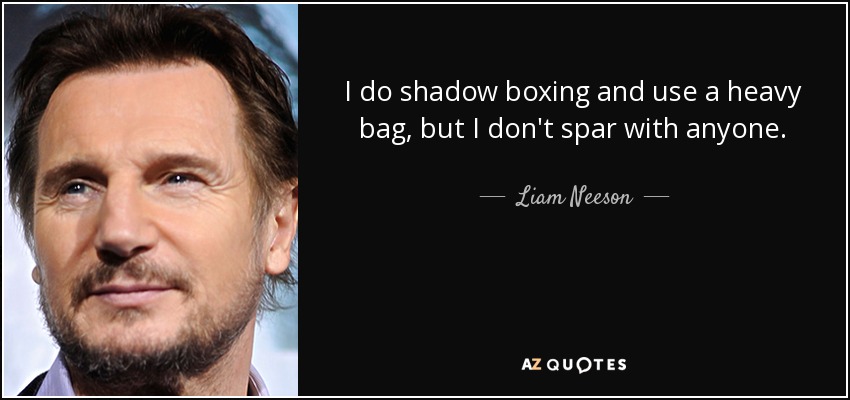 I do shadow boxing and use a heavy
bag, but I don't spar with anyone.
Liam Neeson
AZ QUOTES